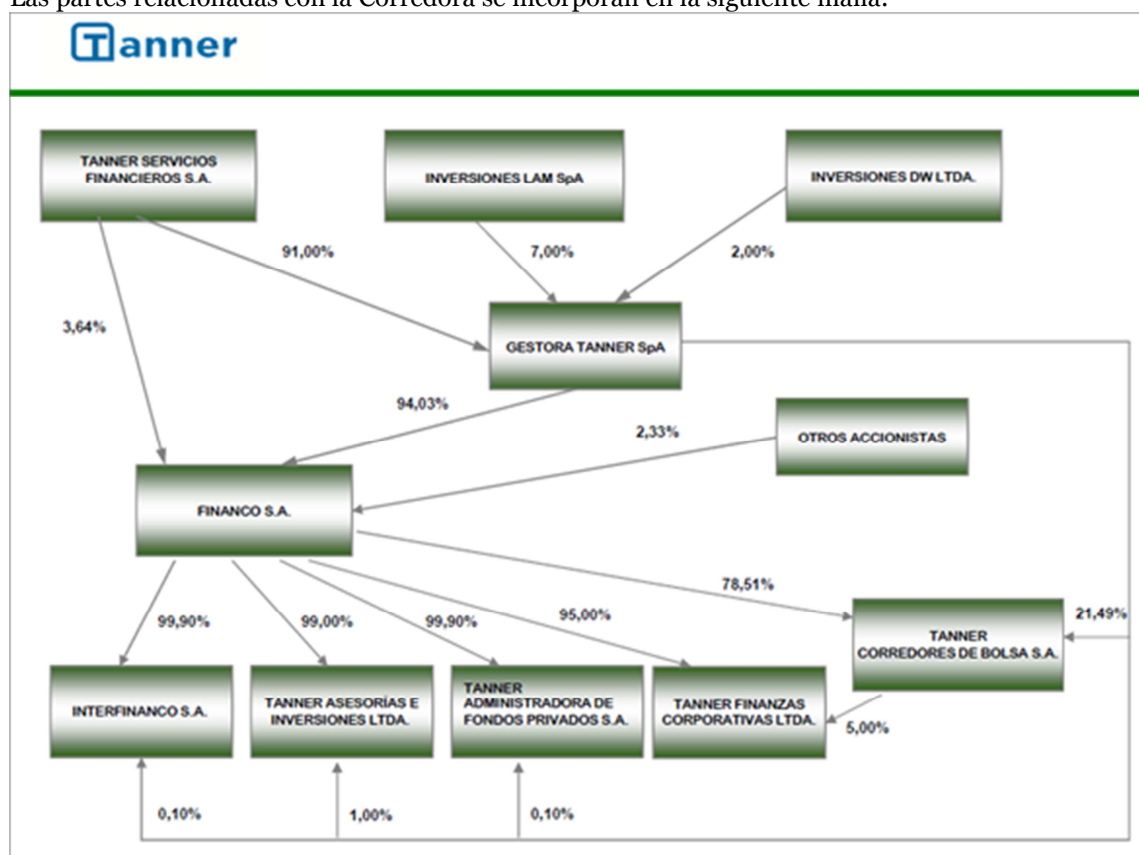 Las partes relacionadas con la Corredora se incorporan en la siguiente malla:
Tanner
TANNER SERVICIOS
FINANCIEROS S.A.
INVERSIONES LAM SpA
INVERSIONES DW LTDA.
91,00%
7,00%
2,00%
3,64%
GESTORA TANNER SpA
94,03%
2,33%
OTROS ACCIONISTAS
FINANCO S.A.
78,51%
99,90%
99,00%
99,90%
95,00%
21,49%
TANNER
CORREDORES DE BOLSA S.A.
INTERFINANCO S.A.
TANNER ASESORÍAS E
INVERSIONES LTDA.
TANNER
ADMINISTRADORA DE
FONDOS PRIVADOS S.A.
TANNER FINANZAS
CORPORATIVAS LTDA.
5,00%
0,10%
1,00%
0,10%